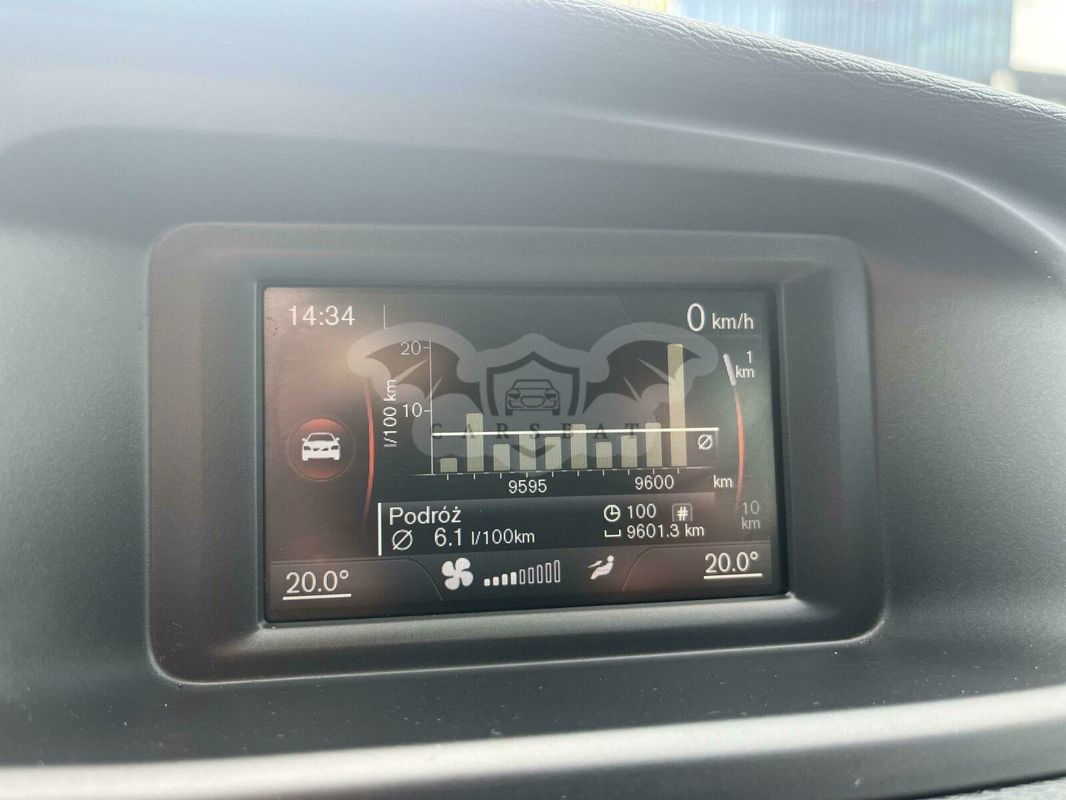 14:34
0 km/h
20
10
l/100 km
1
km
CARSBAT
Ø
9595
9600
km
Podróż
100 #
Ø 6.1 l/100km
9601.3 km
10
km
20.0°
20.0°